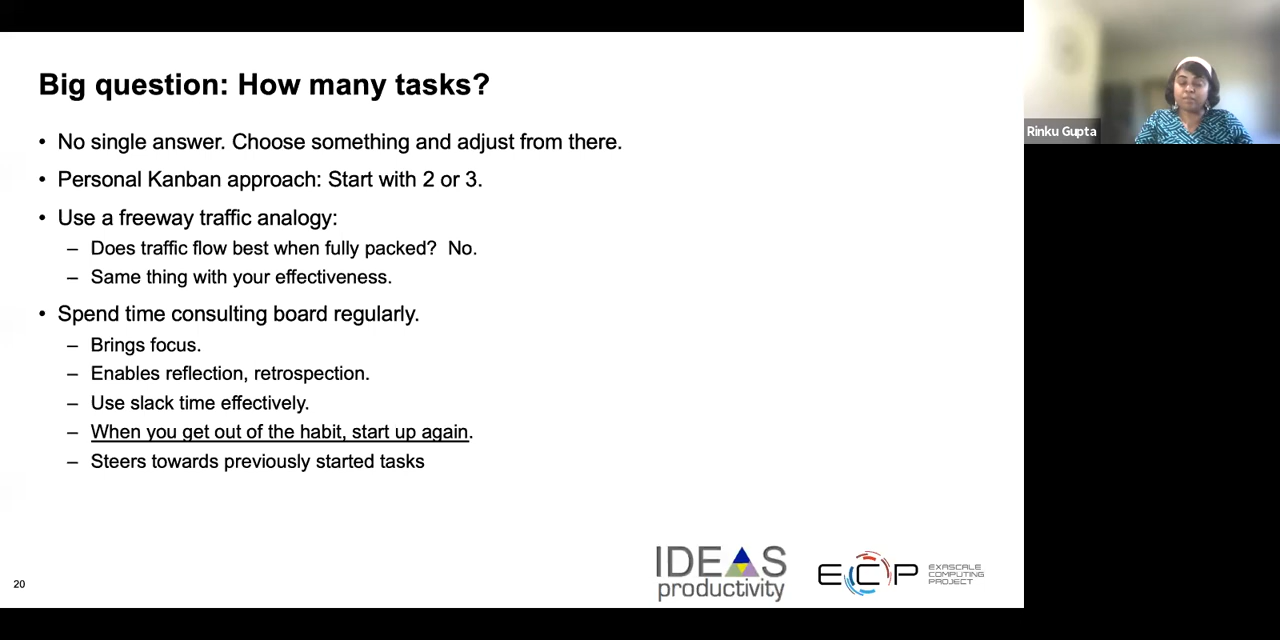 Big question: How many tasks?
• No single answer. Choose something and adjust from there.
• Personal Kanban approach: Start with 2 or 3.
• Use a freeway traffic analogy:
– Does traffic flow best when fully packed? No.
– Same thing with your effectiveness.
• Spend time consulting board regularly.
– Brings focus.
– Enables reflection, retrospection.
– Use slack time effectively.
– When you get out of the habit, start up again.
– Steers towards previously started tasks
20
IDEAS
productivity
ECP
EXASCALE
COMPUTING
PROJECT
Rinku Gupta